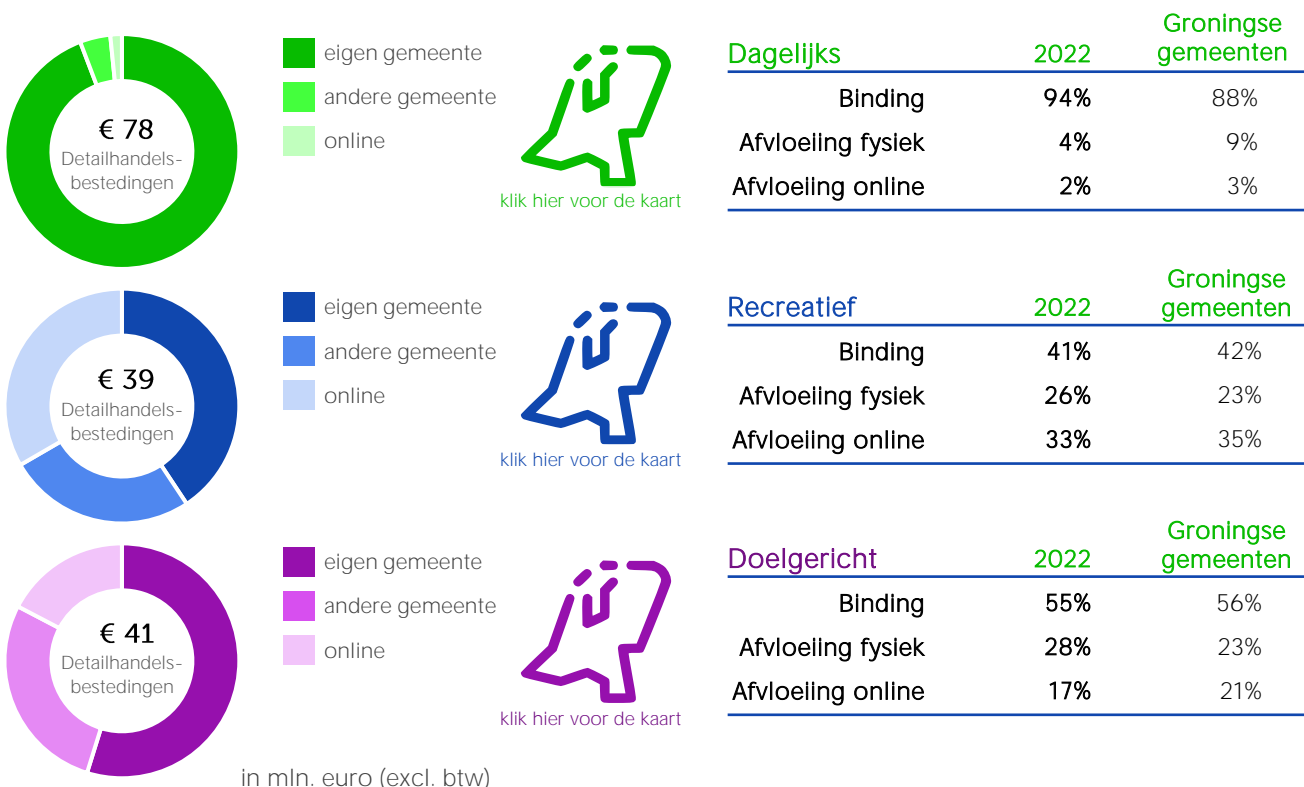 € 78
Detailhandels-
bestedingen
eigen gemeente
andere gemeente
online
klik hier voor de kaart
Groningse
Dagelijks 2022 gemeenten
Binding 94% 88%
Afvloeiing fysiek 4% 9%
Afvloeiing online 2% 3%
€ 39
Detailhandels-
bestedingen
eigen gemeente
andere gemeente
online
klik hier voor de kaart
Groningse
Recreatief 2022 gemeenten
Binding 41% 42%
Afvloeiing fysiek 26% 23%
Afvloeiing online 33% 35%
€ 41
Detailhandels-
bestedingen
eigen gemeente
andere gemeente
online
klik hier voor de kaart
Groningse
Doelgericht 2022 gemeenten
Binding 55% 56%
Afvloeiing fysiek 28% 23%
Afvloeiing online 17% 21%
in mln. euro (excl. btw)